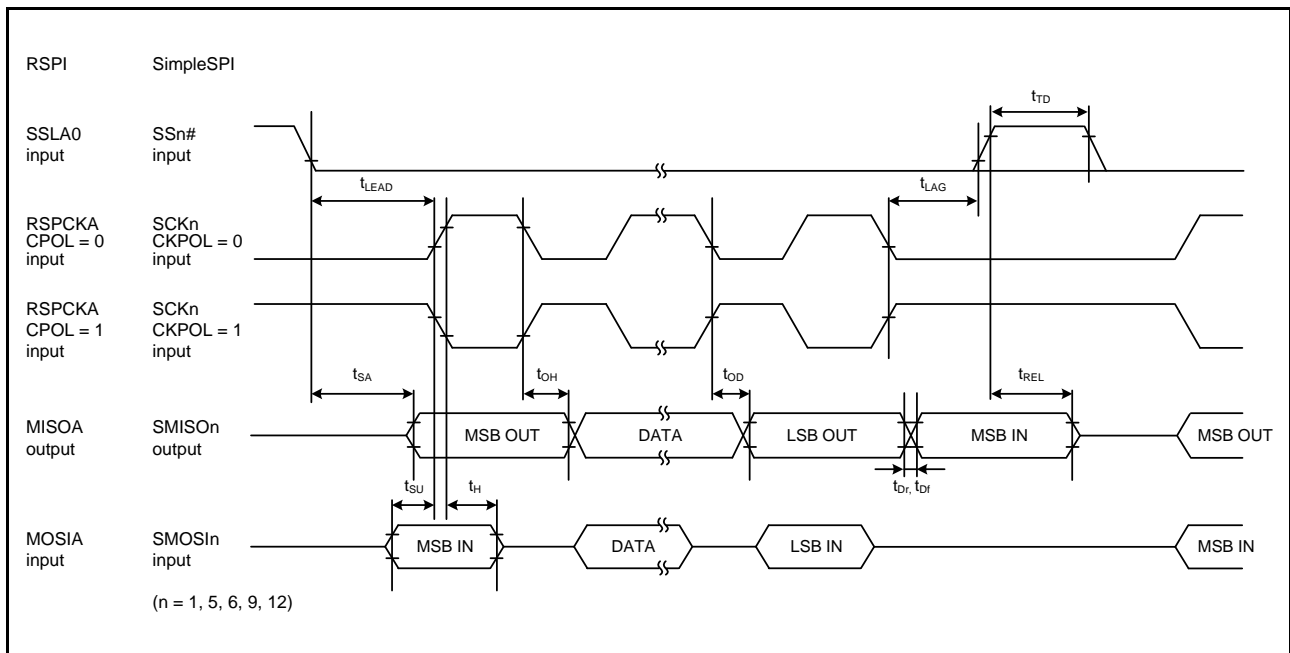 RSPI SimpleSPI
tTD
SSLA0 SSn#
input input
tLEAD tLAG
RSPCKA SCKn
CPOL = 0 CKPOL = 0
input input
RSPCKA SCKn
CPOL = 1 CKPOL = 1
input input
tSA tOH tOD tREL
MISOA SMISOn
output output
MSB OUT DATA LSB OUT MSB IN MSB OUT
tSU tH tDr, tDf
MOSIA SMOSIn
input input
MSB IN DATA LSB IN MSB IN
(n = 1, 5, 6, 9, 12)